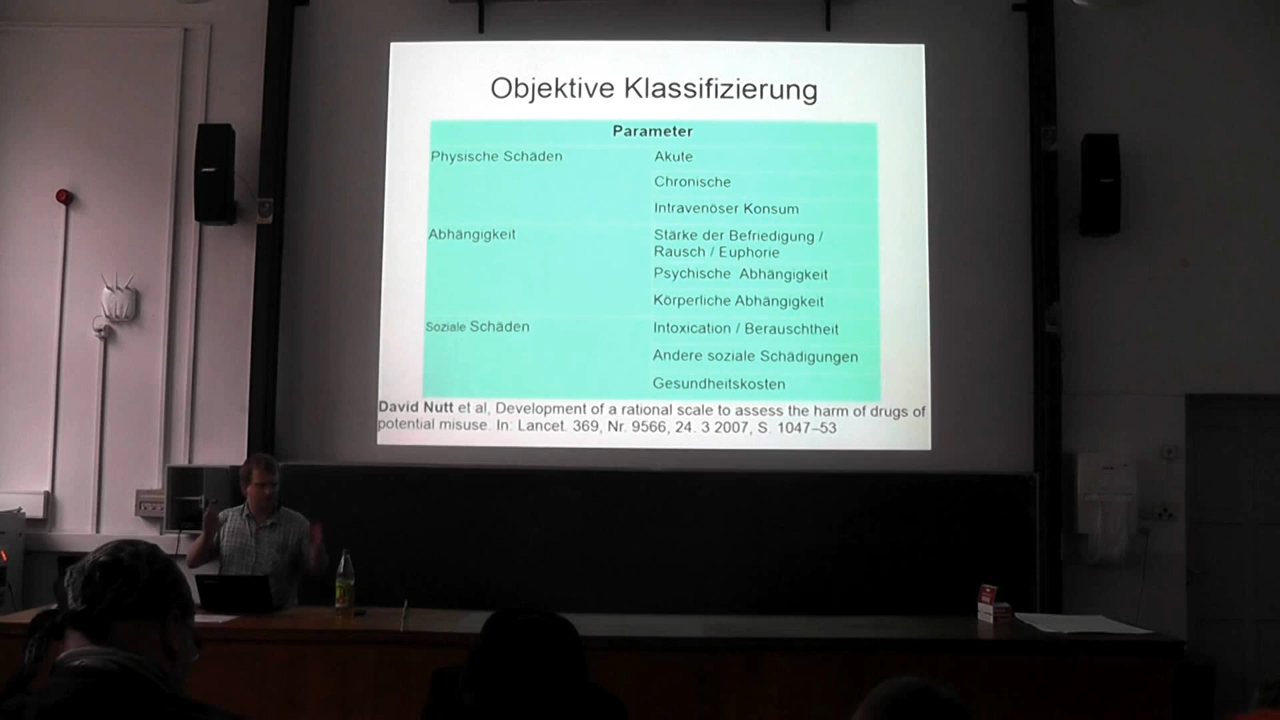 Objektive Klassifizierung
Parameter
Physische Schäden Akute
Chronische
Intravenöser Konsum
Abhängigkeit Stärke der Befriedigung /
Rausch / Euphorie
Psychische Abhängigkeit
Körperliche Abhängigkeit
Soziale Schäden Intoxication / Berauschtheit
Andere soziale Schädigungen
Gesundheitskosten
David Nutt et al, Development of a rational scale to assess the harm of drugs of
potential misuse. In: Lancet. 369, Nr. 9566, 24. 3 2007, S. 1047–53